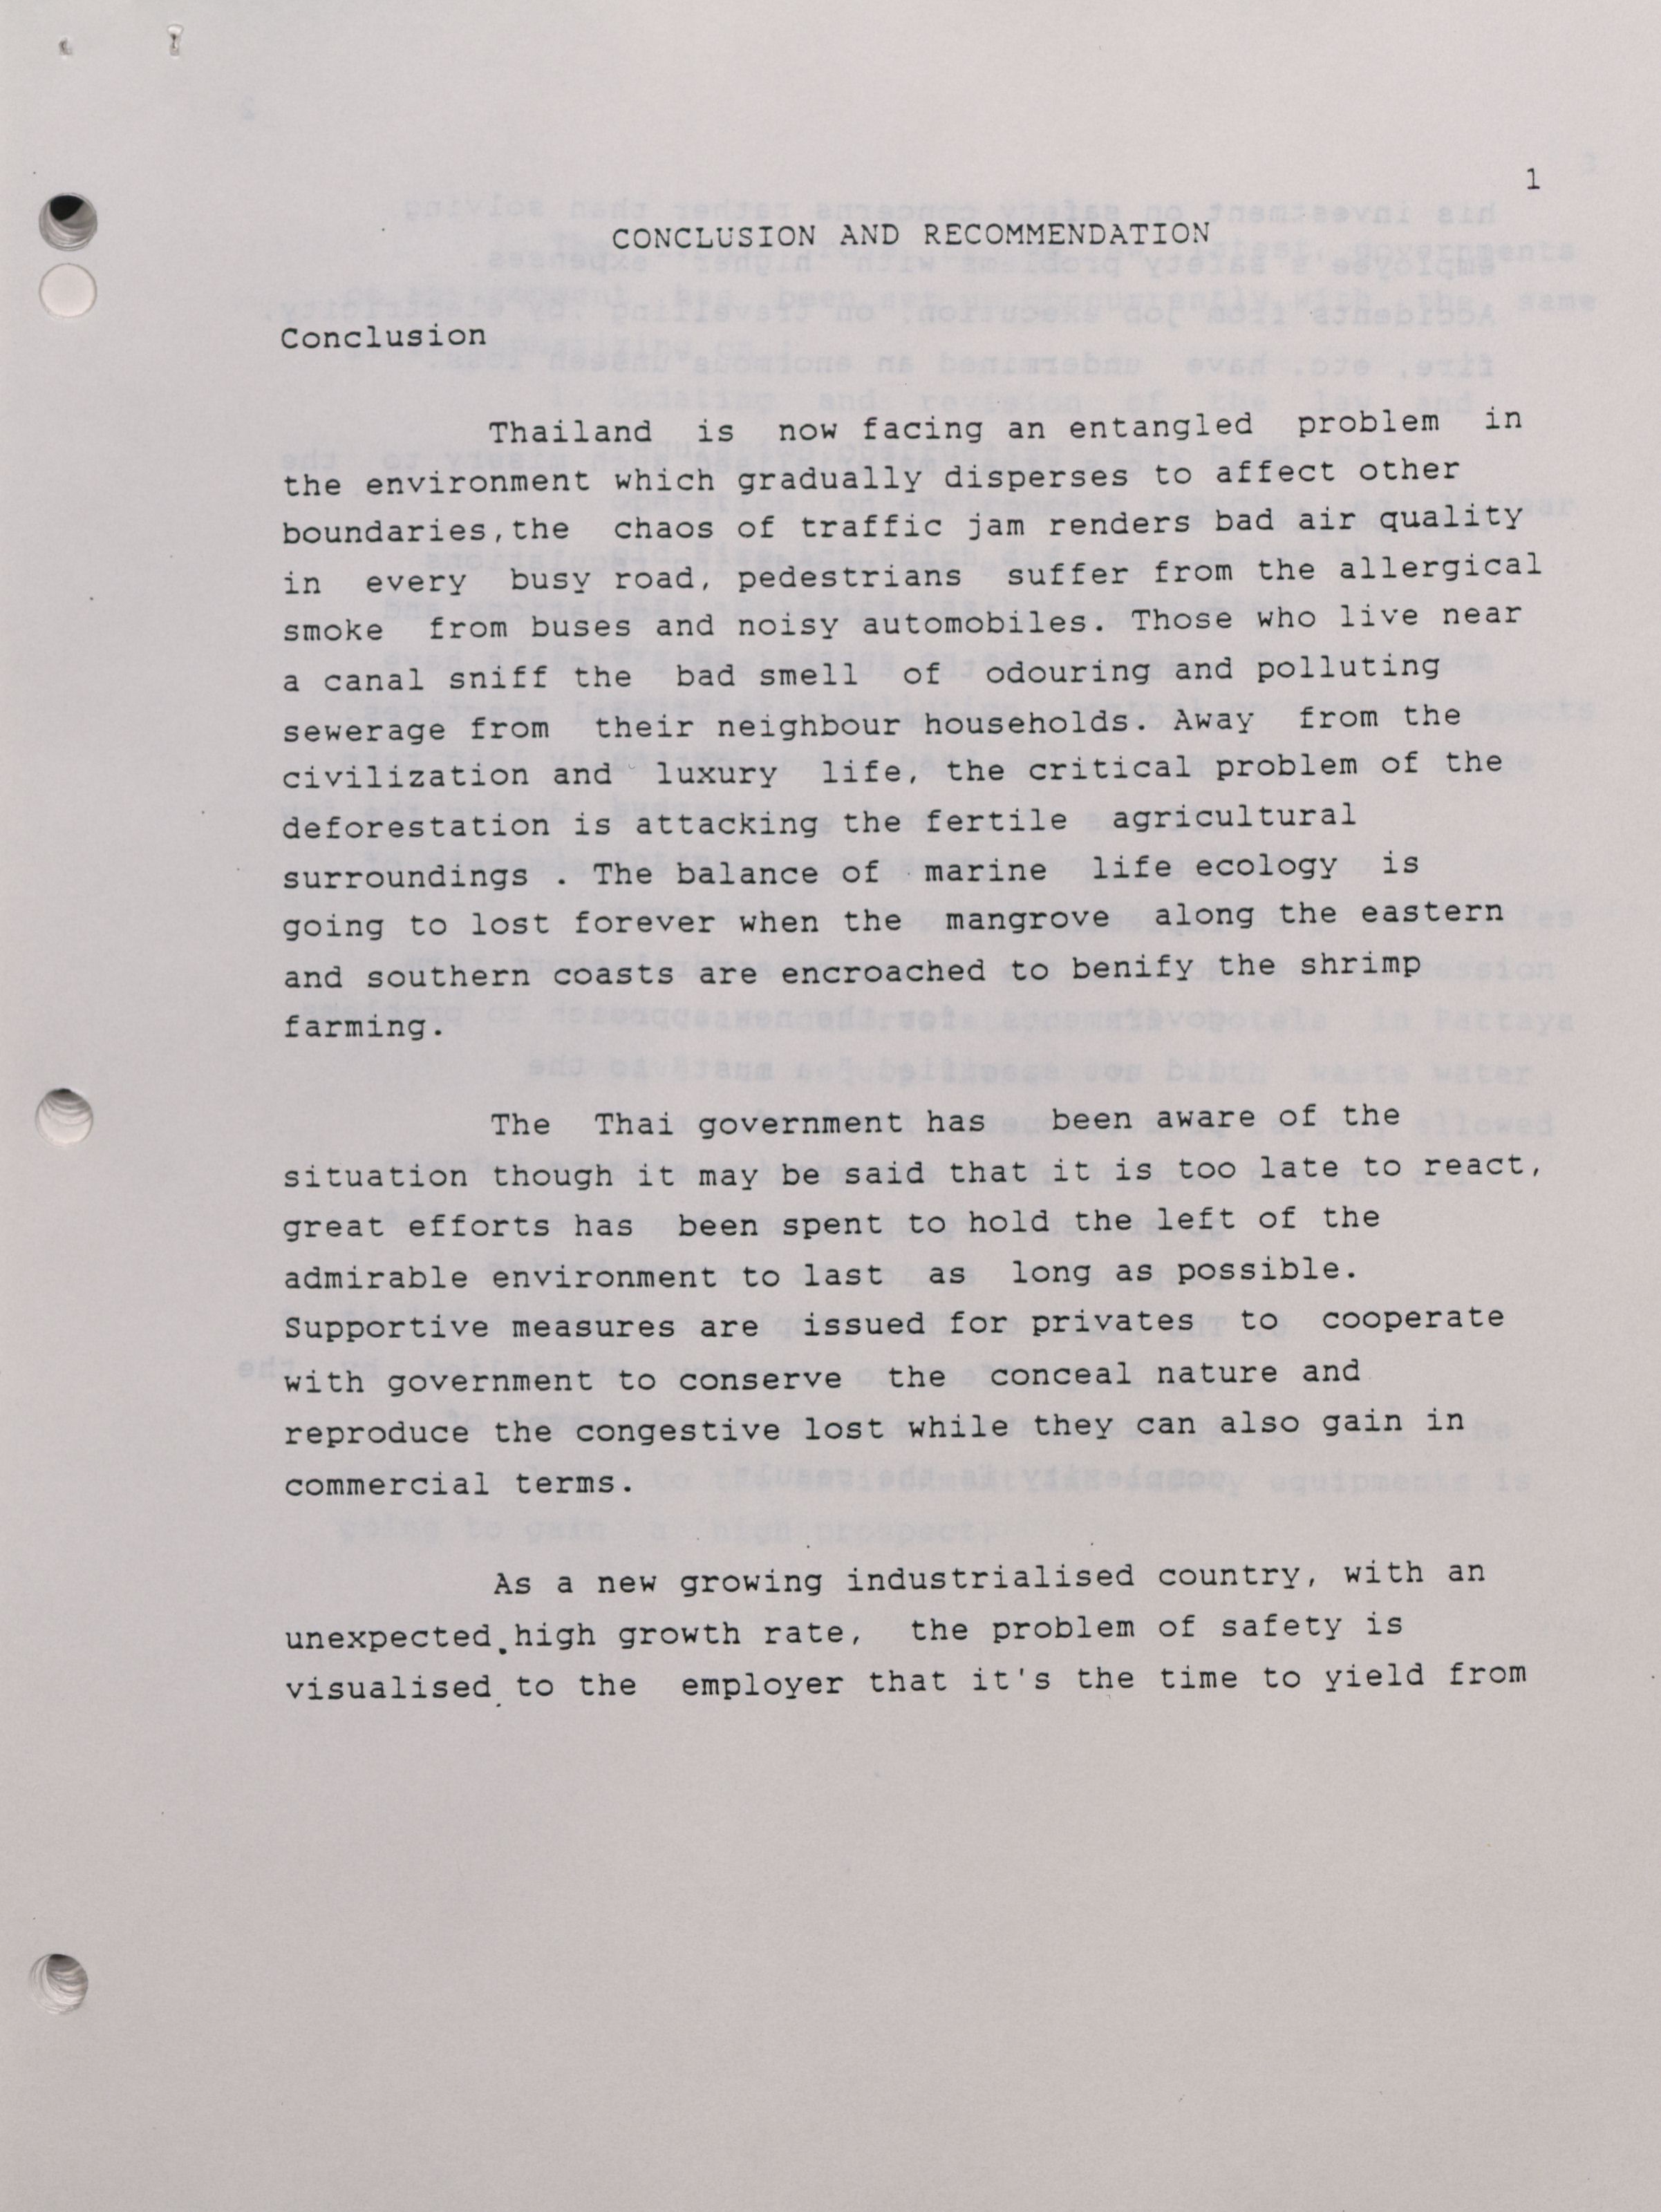 1
CONCLUSION AND RECOMMENDATION
Conclusion
Thailand is now facing an entangled problem in
the environment which gradually disperses to affect other
boundaries,the chaos of traffic jam renders bad air quality
in every busy road, pedestrians suffer from the allergical
smoke from buses and noisy automobiles. Those who live near
a canal sniff the bad smell of odouring and polluting
sewerage from their neighbour households. Away from the
civilization and luxury life, the critical problem of the
deforestation is attacking the fertile agricultural
surroundings . The balance of marine life ecology is
going to lost forever when the mangrove along the eastern
and southern coasts are encroached to benify the shrimp
farming.
The Thai government has been aware of the
situation though it may be said that it is too late to react,
great efforts has been spent to hold the left of the
admirable environment to last as long as possible.
Supportive measures are issued for privates to cooperate
with government to conserve the conceal nature and
reproduce the congestive lost while they can also gain in
commercial terms.
As a new growing industrialised country, with an
unexpected high growth rate, the problem of safety is
visualised to the employer that it's the time to yield from